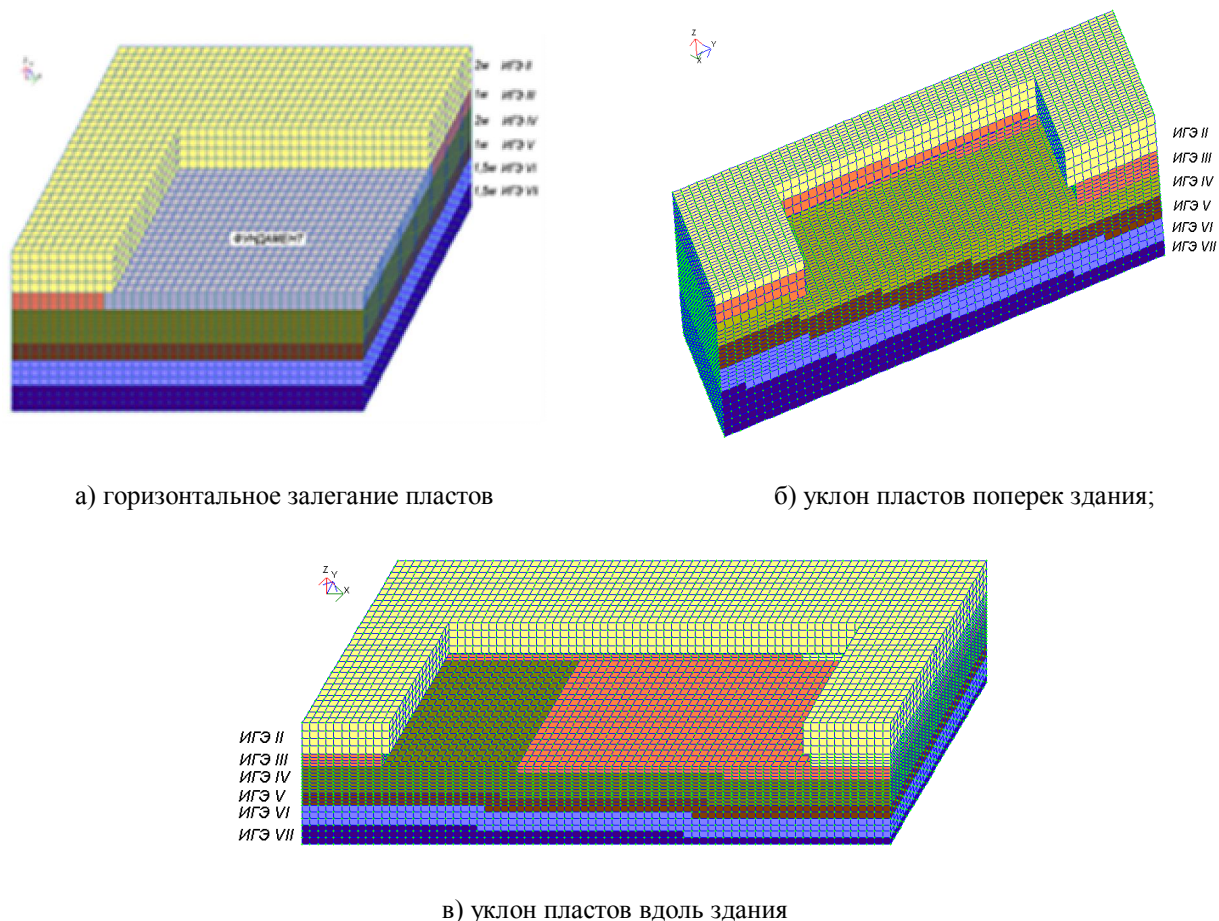 2м ИГЭ II
1м ИГЭ III
2м ИГЭ IV
1м ИГЭ V
1,5м ИГЭ VI
1,5м ИГЭ VII
ФУНДАМЕНТ
Z
Y
X
ИГЭ II
ИГЭ III
ИГЭ IV
ИГЭ V
ИГЭ VI
ИГЭ VII
а) горизонтальное залегание пластов
б) уклон пластов поперек здания;
Z
Y
X
ИГЭ II
ИГЭ III
ИГЭ IV
ИГЭ V
ИГЭ VI
ИГЭ VII
в) уклон пластов вдоль здания